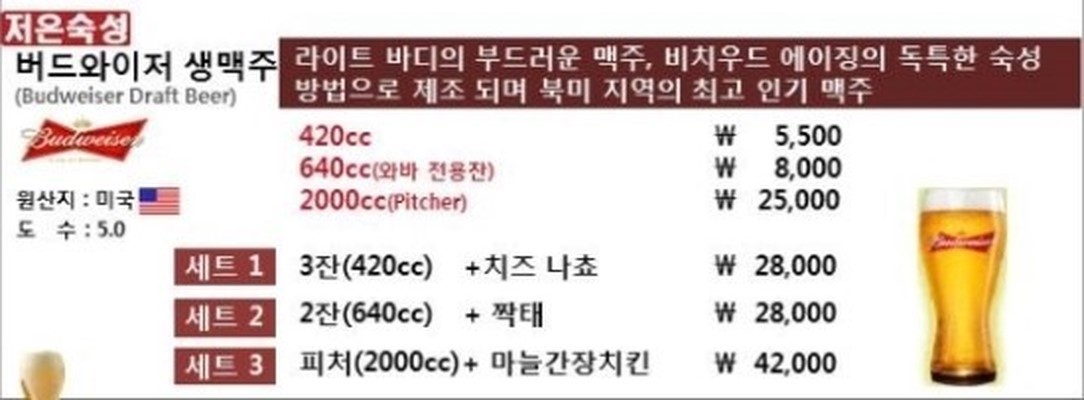 저온숙성
버드와이저 생맥주
(Budweiser Draft Beer)
라이트 바디의 부드러운 맥주, 비치우드 에이징의 독특한 숙성
방법으로 제조 되며 북미 지역의 최고 인기 맥주
Budweiser
원산지 : 미국
도 수 : 5.0
420cc ₩ 5,500
640cc(와바 전용잔) ₩ 8,000
2000cc(Pitcher) ₩ 25,000
세트 1 3잔(420cc) +치즈 나쵸 ₩ 28,000
세트 2 2잔(640cc) + 짝태 ₩ 28,000
세트 3 피처(2000cc)+ 마늘간장치킨 ₩ 42,000
Budweiser